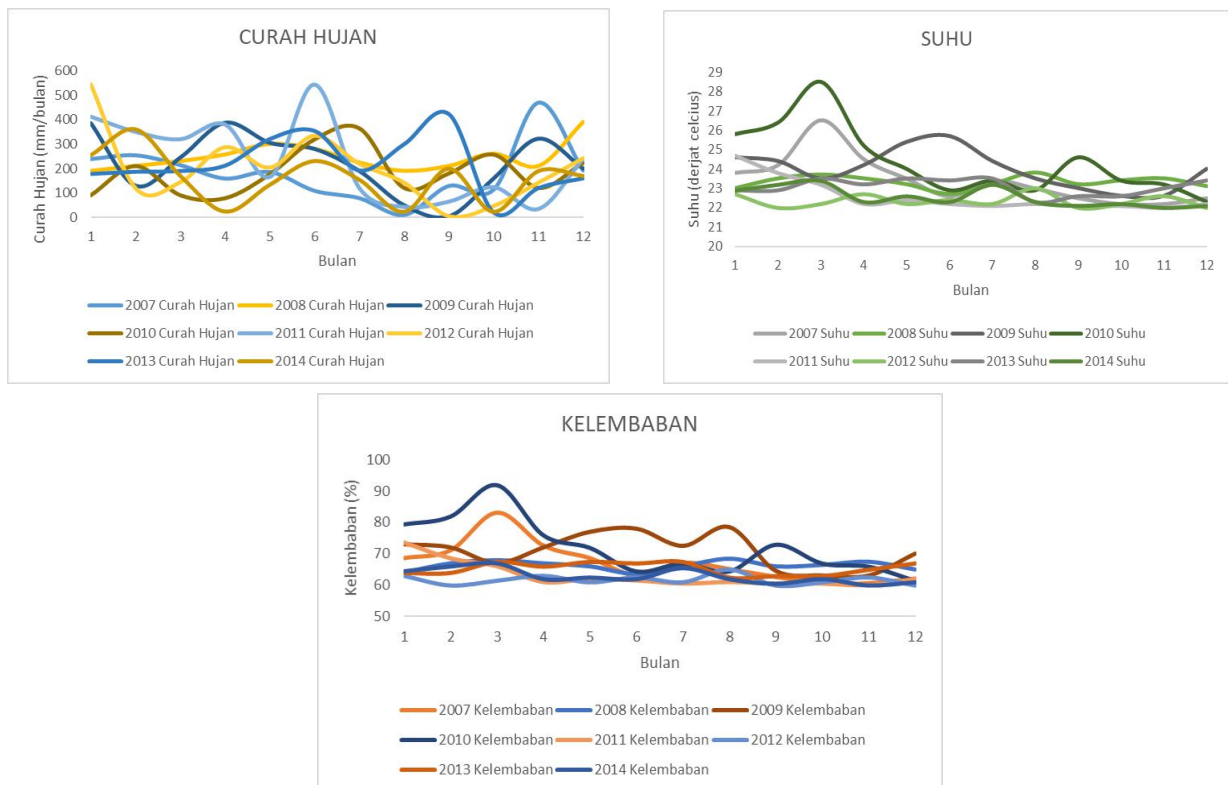 CURAH HUJAN
Curah Hujan (mm/bulan)
600
500
400
300
200
100
0
1 2 3 4 5 6 7 8 9 10 11 12
Bulan
2007 Curah Hujan 2008 Curah Hujan 2009 Curah Hujan
2010 Curah Hujan 2011 Curah Hujan 2012 Curah Hujan
2013 Curah Hujan 2014 Curah Hujan
SUHU
Suhu (derjat celcius)
29
28
27
26
25
24
23
22
21
20
1 2 3 4 5 6 7 8 9 10 11 12
Bulan
2007 Suhu 2008 Suhu 2009 Suhu 2010 Suhu
2011 Suhu 2012 Suhu 2013 Suhu 2014 Suhu
KELEMBABAN
Kelembaban (%)
100
90
80
70
60
50
1 2 3 4 5 6 7 8 9 10 11 12
Bulan
2007 Kelembaban 2008 Kelembaban 2009 Kelembaban
2010 Kelembaban 2011 Kelembaban 2012 Kelembaban
2013 Kelembaban 2014 Kelembaban